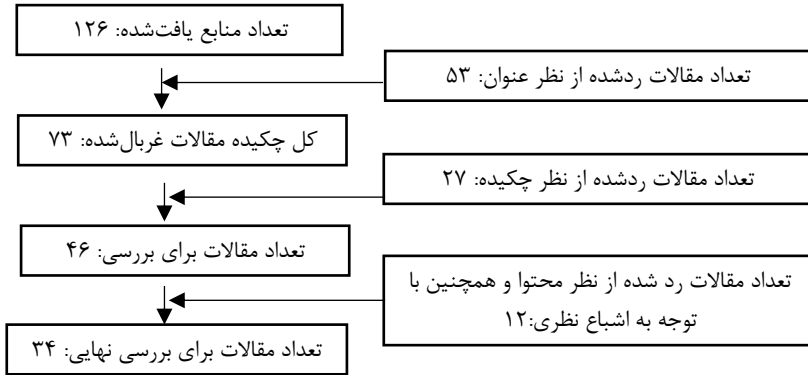 تعداد منابع یافت‌شده: ۱۲۶
تعداد مقالات ردشده از نظر عنوان: ۵۳
کل چکیده مقالات غربال‌شده: ۷۳
تعداد مقالات ردشده از نظر چکیده: ۲۷
تعداد مقالات برای بررسی: ۴۶
تعداد مقالات رد شده از نظر محتوا و همچنین با
توجه به اشباع نظری:۱۲
تعداد مقالات برای بررسی نهایی: ۳۴